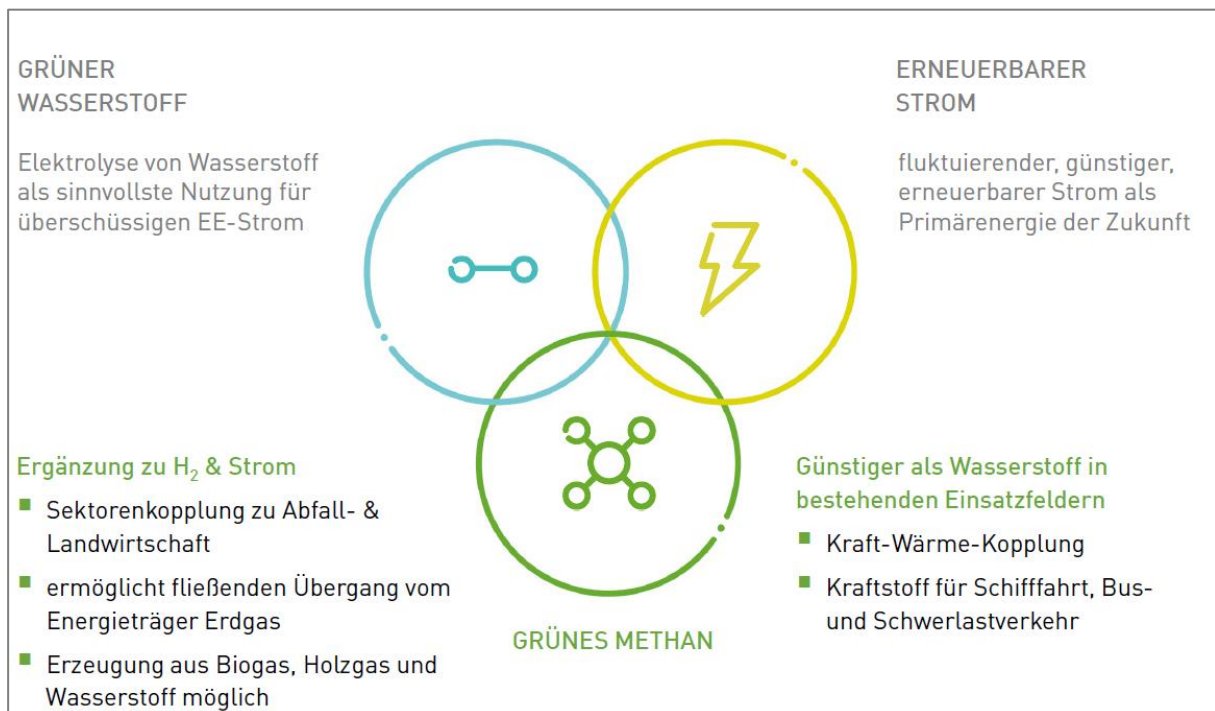 GRÜNER
WASSERSTOFF
Elektrolyse von Wasserstoff
als sinnvollste Nutzung für
überschüssigen EE-Strom
ERNEUERBARER
STROM
fluktuierender, günstiger,
erneuerbarer Strom als
Primärenergie der Zukunft
Ergänzung zu H₂ & Strom
■ Sektorenkopplung zu Abfall- &
Landwirtschaft
■ ermöglicht fließenden Übergang vom
Energieträger Erdgas
■ Erzeugung aus Biogas, Holzgas und
Wasserstoff möglich
GRÜNES METHAN
Günstiger als Wasserstoff in
bestehenden Einsatzfeldern
■ Kraft-Wärme-Kopplung
■ Kraftstoff für Schifffahrt, Bus-
und Schwerlastverkehr